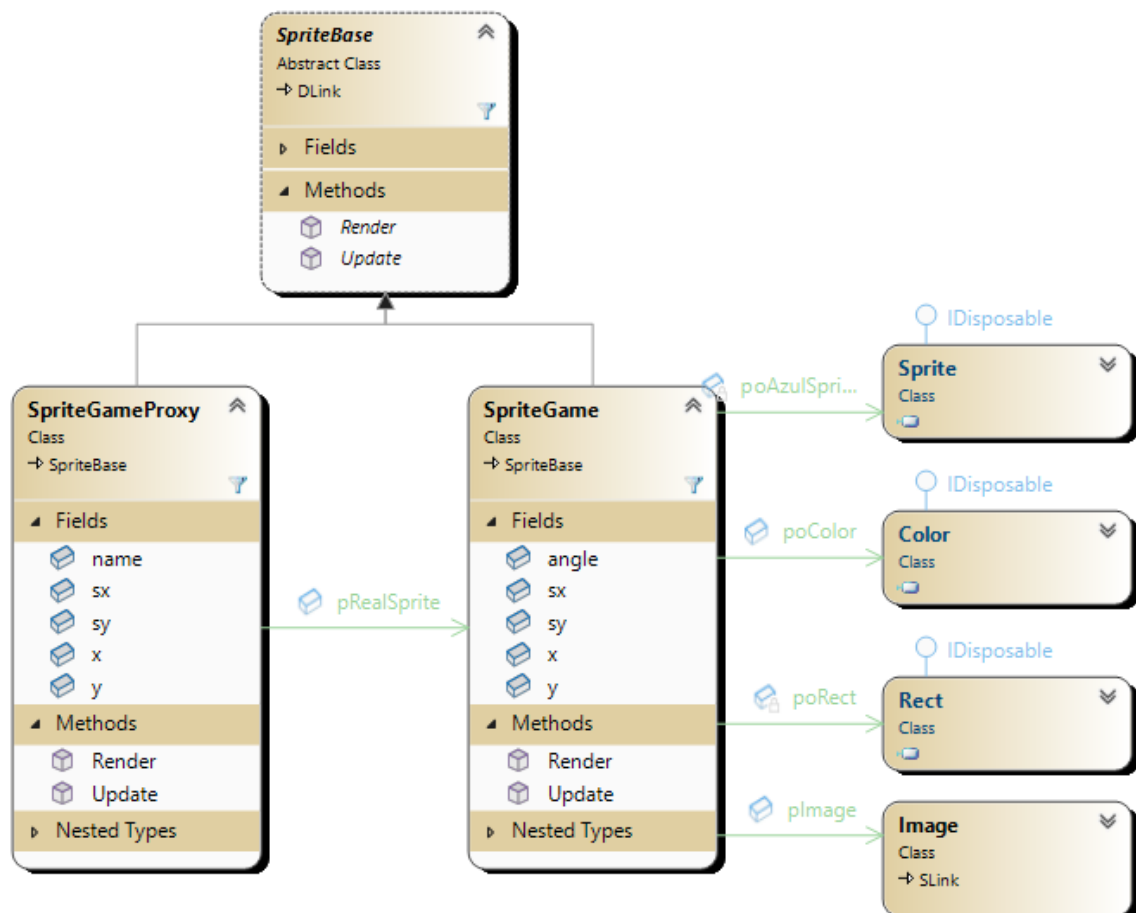 SpriteBase
Abstract Class
DLink
Fields
Methods
Render
Update
SpriteGameProxy
Class
SpriteBase
Fields
name
sx
sy
x
y
Methods
Render
Update
Nested Types
pRealSprite
SpriteGame
Class
SpriteBase
Fields
angle
sx
sy
x
y
Methods
Render
Update
Nested Types
poAzulSpri...
IDisposable
Sprite
Class
poColor
IDisposable
Color
Class
poRect
IDisposable
Rect
Class
pImage
Image
Class
SLink